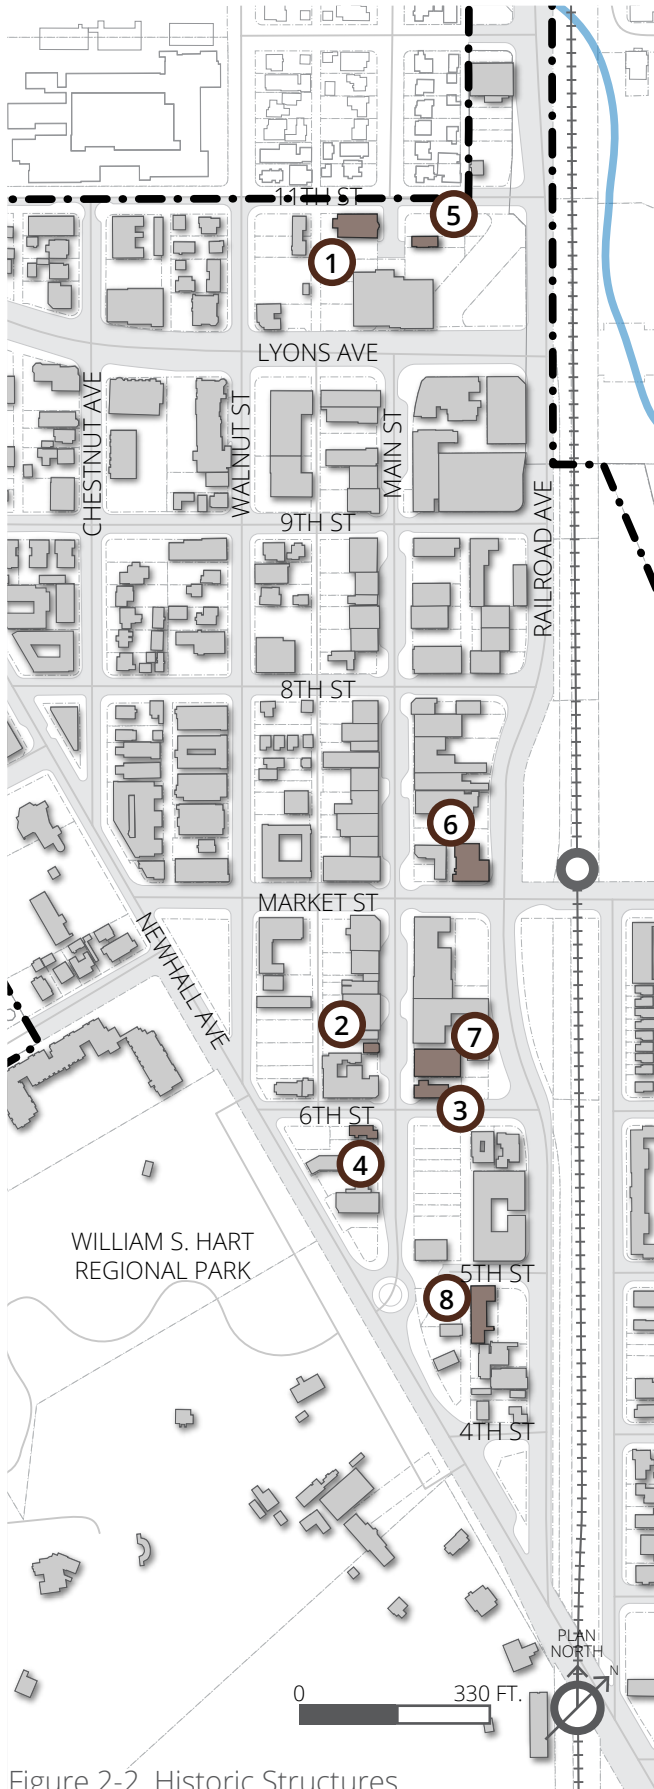 11TH ST
5
1
LYONS AVE
CHESTNUT AVE
WALNUT ST
MAIN ST
9TH ST
RAILROAD AVE
8TH ST
6
MARKET ST
NEWHALL AVE
2
7
3
6TH ST
4
WILLIAM S. HART
REGIONAL PARK
5TH ST
8
4TH ST
PLAN
NORTH
N
0 330 FT.
Figure 2-2 Historic Structures